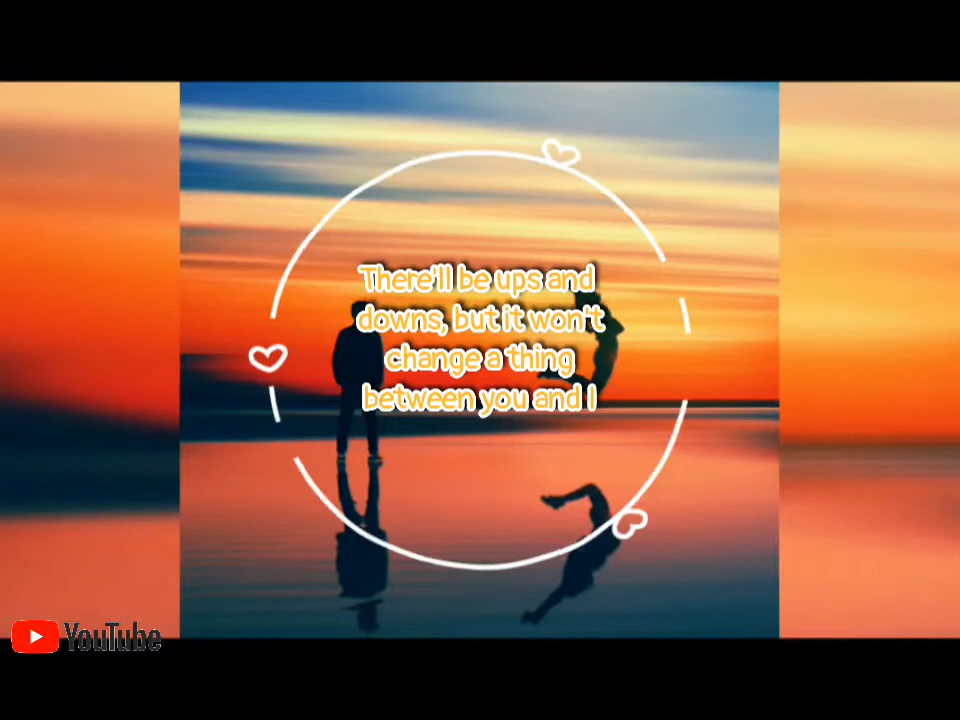 There'll be ups and
downs, but it won't
change a thing
between you and I
YouTube